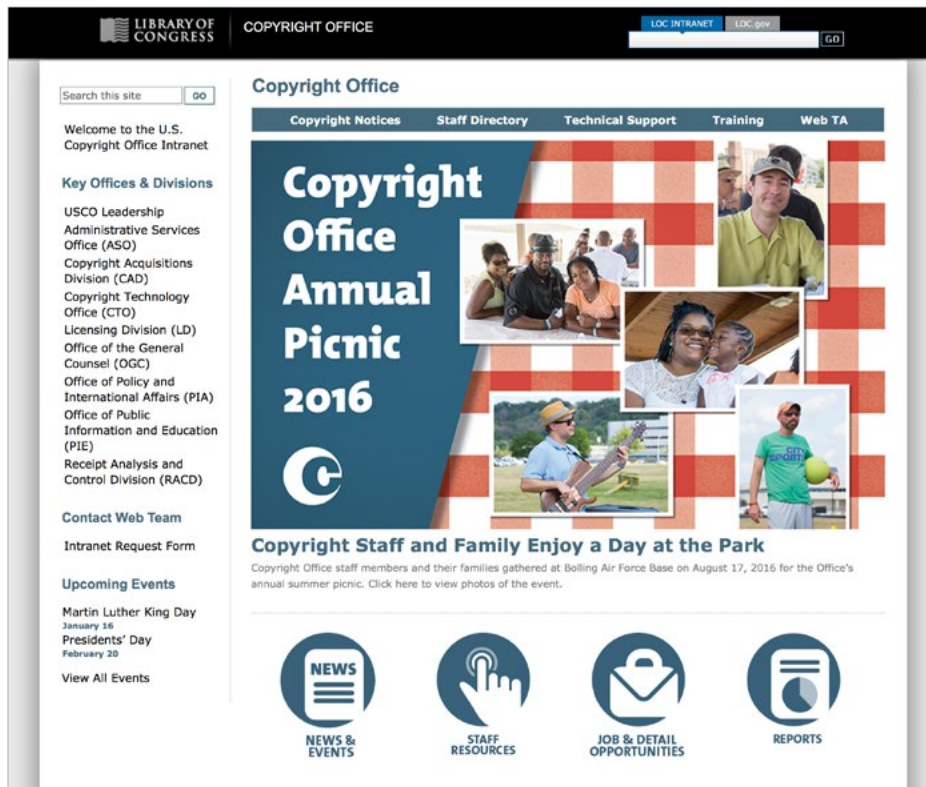 LIBRARY OF
CONGRESS
COPYRIGHT OFFICE
LOC INTRANET
LOC.gov
GO
Search this site
GO
Welcome to the U.S.
Copyright Office Intranet
Key Offices & Divisions
USCO Leadership
Administrative Services
Office (ASO)
Copyright Acquisitions
Division (CAD)
Copyright Technology
Office (CTO)
Licensing Division (LD)
Office of the General
Counsel (OGC)
Office of Policy and
International Affairs (PIA)
Office of Public
Information and Education
(PIE)
Receipt Analysis and
Control Division (RACD)
Contact Web Team
Intranet Request Form
Upcoming Events
Martin Luther King Day
January 16
Presidents' Day
February 20
View All Events
Copyright Office
Copyright Notices
Staff Directory
Technical Support
Training
Web TA
Copyright
Office
Annual
Picnic
2016
CITY
SPORTS
Copyright Staff and Family Enjoy a Day at the Park
Copyright Office staff members and their families gathered at Bolling Air Force Base on August 17, 2016 for the Office's
annual summer picnic. Click here to view photos of the event.
NEWS
NEWS &
EVENTS
STAFF
RESOURCES
JOB & DETAIL
OPPORTUNITIES
REPORTS